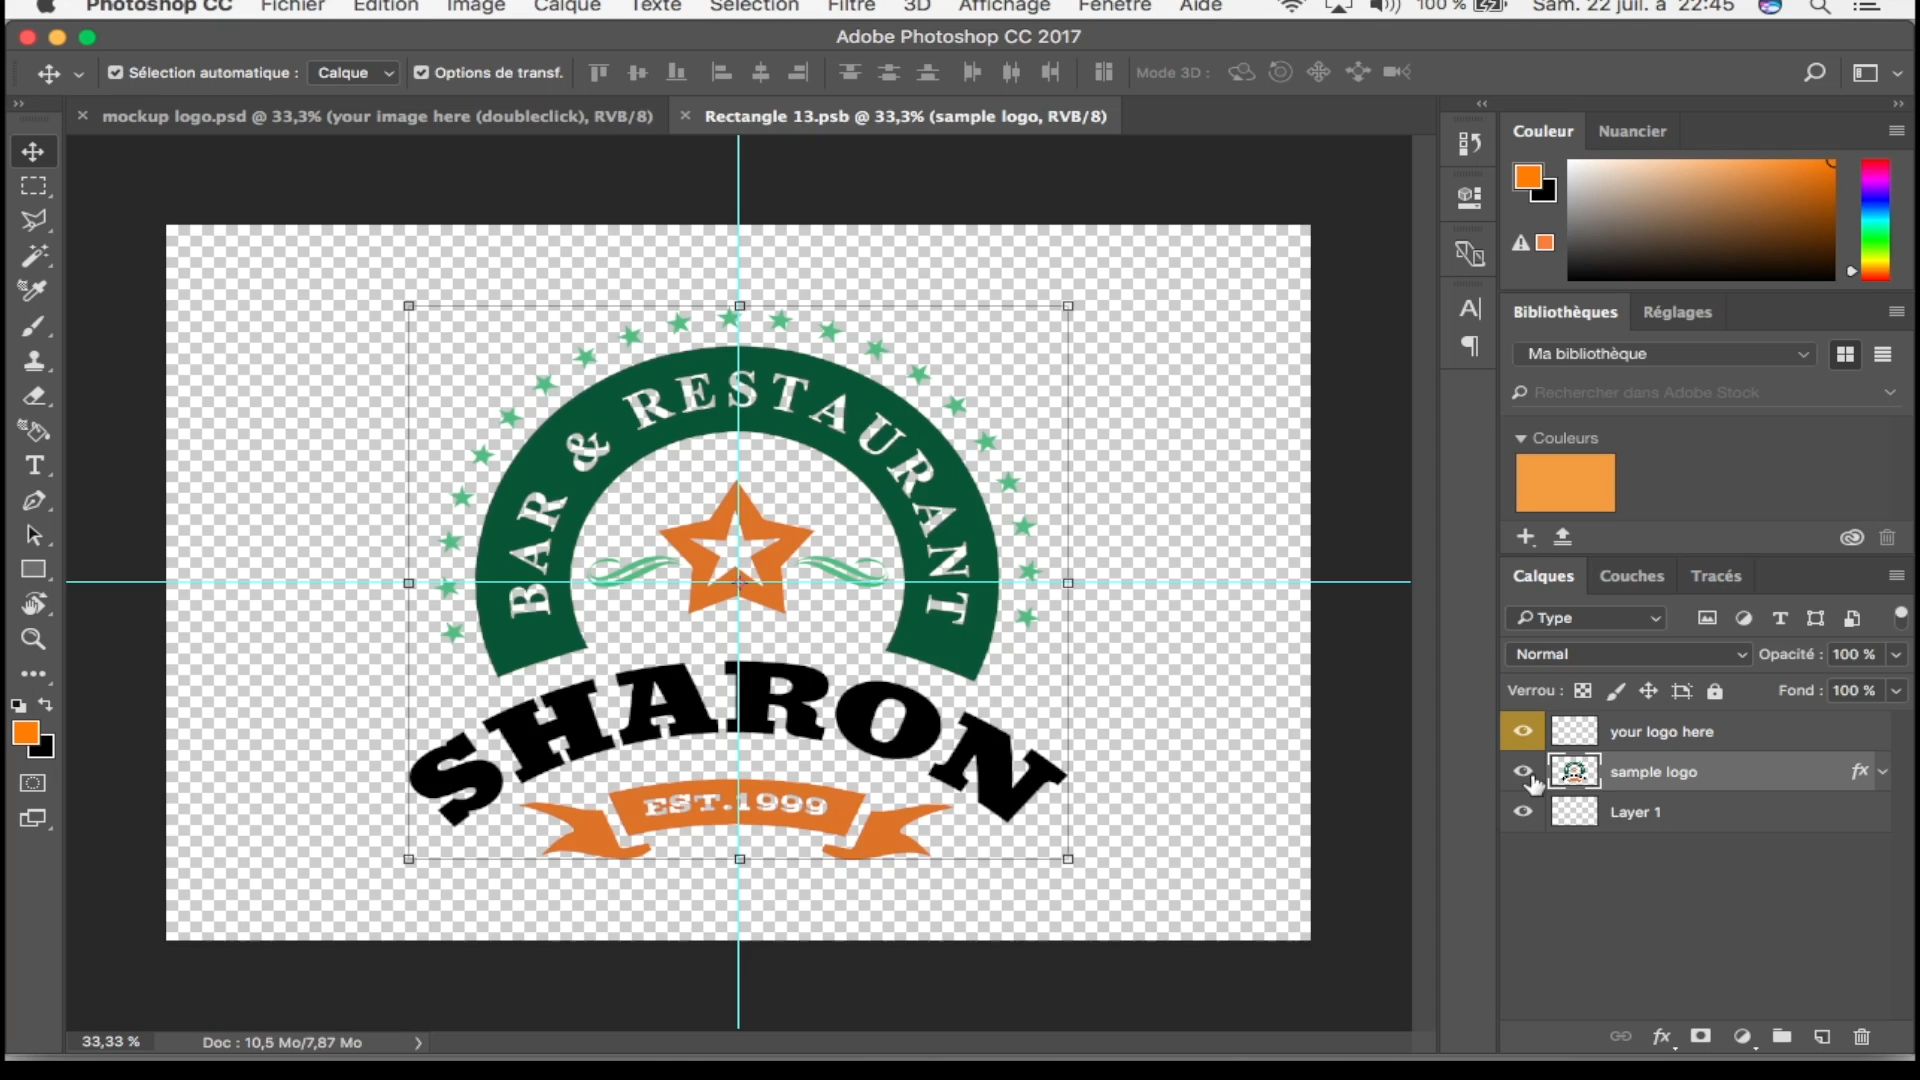 Photoshop CC Fichier Edition Image Calque Texte Sélection Filtre 3D Affichage Fenêtre Aide 100 % Sam. 22 juil. à 22:45
Adobe Photoshop CC 2017
Sélection automatique : Calque Options de transf. Mode 3D :
mockup logo.psd @ 33,3% (your image here (doubleclick), RVB/8) Rectangle 13.psb @ 33,3% (sample logo, RVB/8)
BAR & RESTAURANT
SHARON
EST.1999
33,33 % Doc : 10,5 Mo/7,87 Mo
Couleur Nuancier
Bibliothèques Réglages
Ma bibliothèque
Rechercher dans Adobe Stock
Couleurs
Calques Couches Tracés
Type
Normal Opacité : 100 %
Verrou : Fond : 100 %
your logo here
sample logo fx
Layer 1
fx